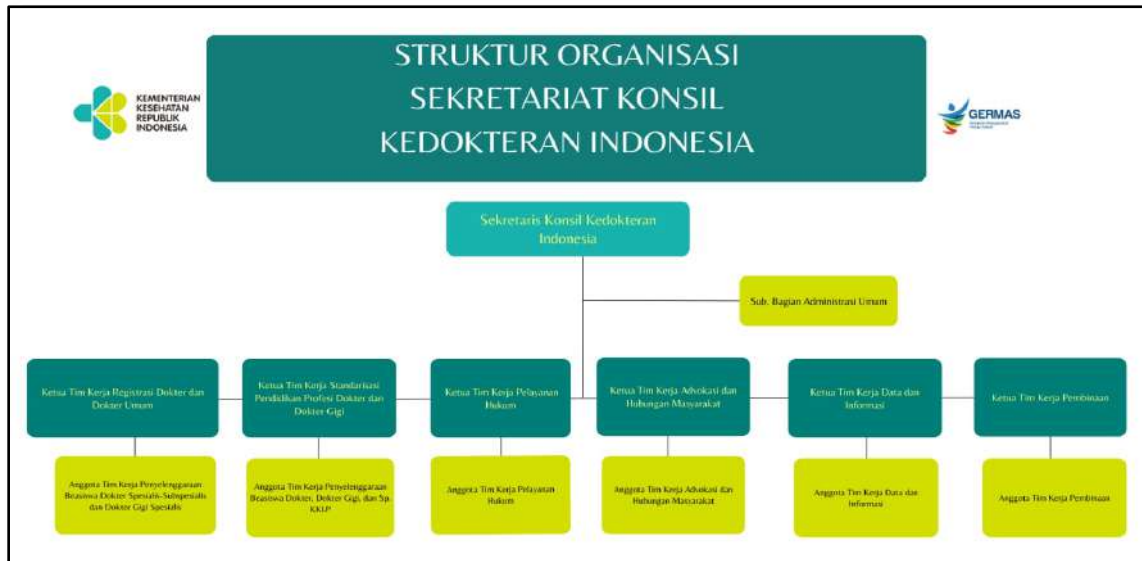 STRUKTUR ORGANISASI
SEKRETARIAT KONSIL
KEDOKTERAN INDONESIA
KEMENTERIAN
KESEHATAN
REPUBLIK
INDONESIA
GERMAS
Sekretaris Konsil Kedokteran
Indonesia
Sub. Bagian Administrasi Umum
Ketua Tim Kerja Registrasi Dokter dan
Dokter Umum
Ketua Tim Kerja Standarisasi
Pendidikan Profesi Dokter dan
Dokter Gigi
Ketua Tim Kerja Pelayanan
Hukum
Ketua Tim Kerja Advokasi dan
Hubungan Masyarakat
Ketua Tim Kerja Data dan
Informasi
Ketua Tim Kerja Pembinaan
Anggota Tim Kerja Penyelenggaraan
Beasiswa Dokter Spesialis-Subspesialis
dan Dokter Gigi Spesialis
Anggota Tim Kerja Penyelenggaraan
Beasiswa Dokter, Dokter Gigi, dan Sp.
KKLP
Anggota Tim Kerja Pelayanan
Hukum
Anggota Tim Kerja Advokasi dan
Hubungan Masyarakat
Anggota Tim Kerja Data dan
Informasi
Anggota Tim Kerja Pembinaan